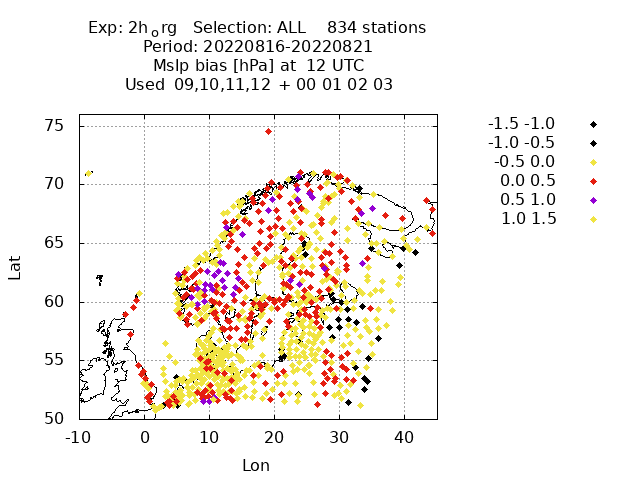 Exp: 2horg Selection: ALL 834 stations
Period: 20220816-20220821
Mslp bias [hPa] at 12 UTC
Used 09,10,11,12 + 00 01 02 03
75
70
65
60
55
50
-10 0 10 20 30 40
Lat
Lon
-1.5 -1.0
-1.0 -0.5
-0.5 0.0
0.0 0.5
0.5 1.0
1.0 1.5